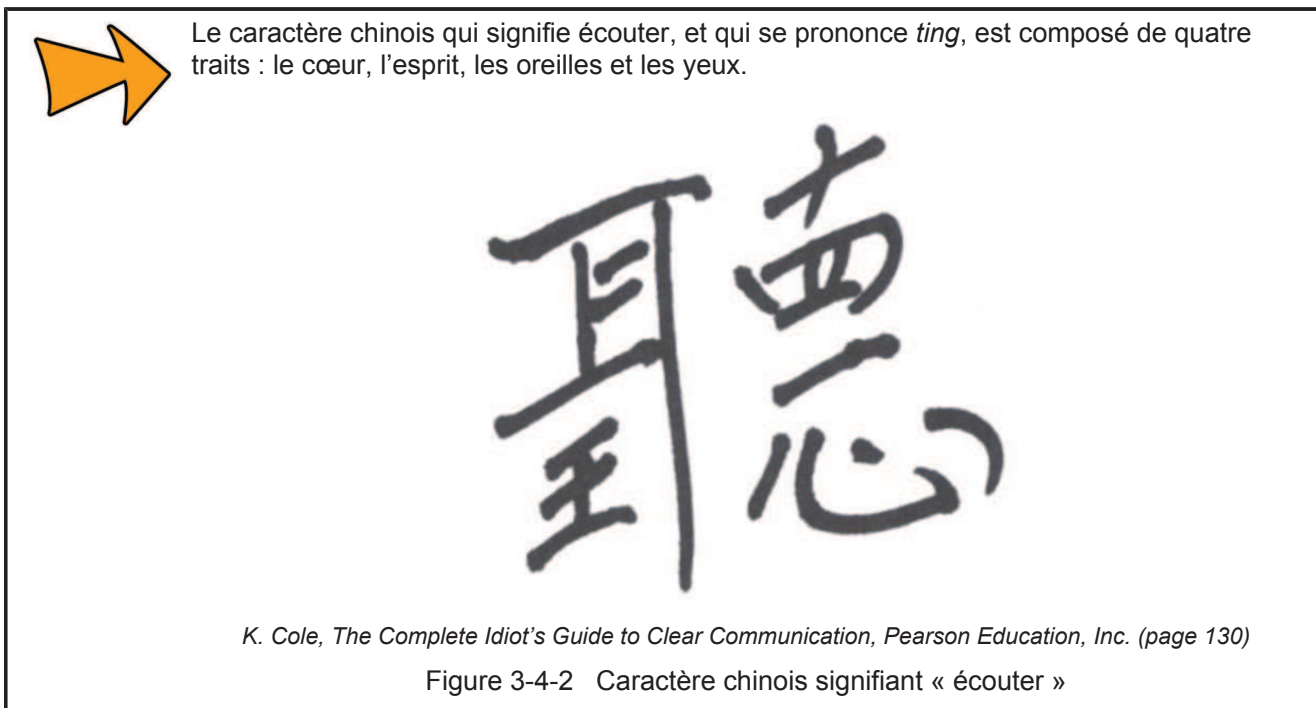 Le caractère chinois qui signifie écouter, et qui se prononce ting, est composé de quatre
traits : le cœur, l’esprit, les oreilles et les yeux.
聽
K. Cole, The Complete Idiot’s Guide to Clear Communication, Pearson Education, Inc. (page 130)
Figure 3-4-2 Caractère chinois signifiant « écouter »